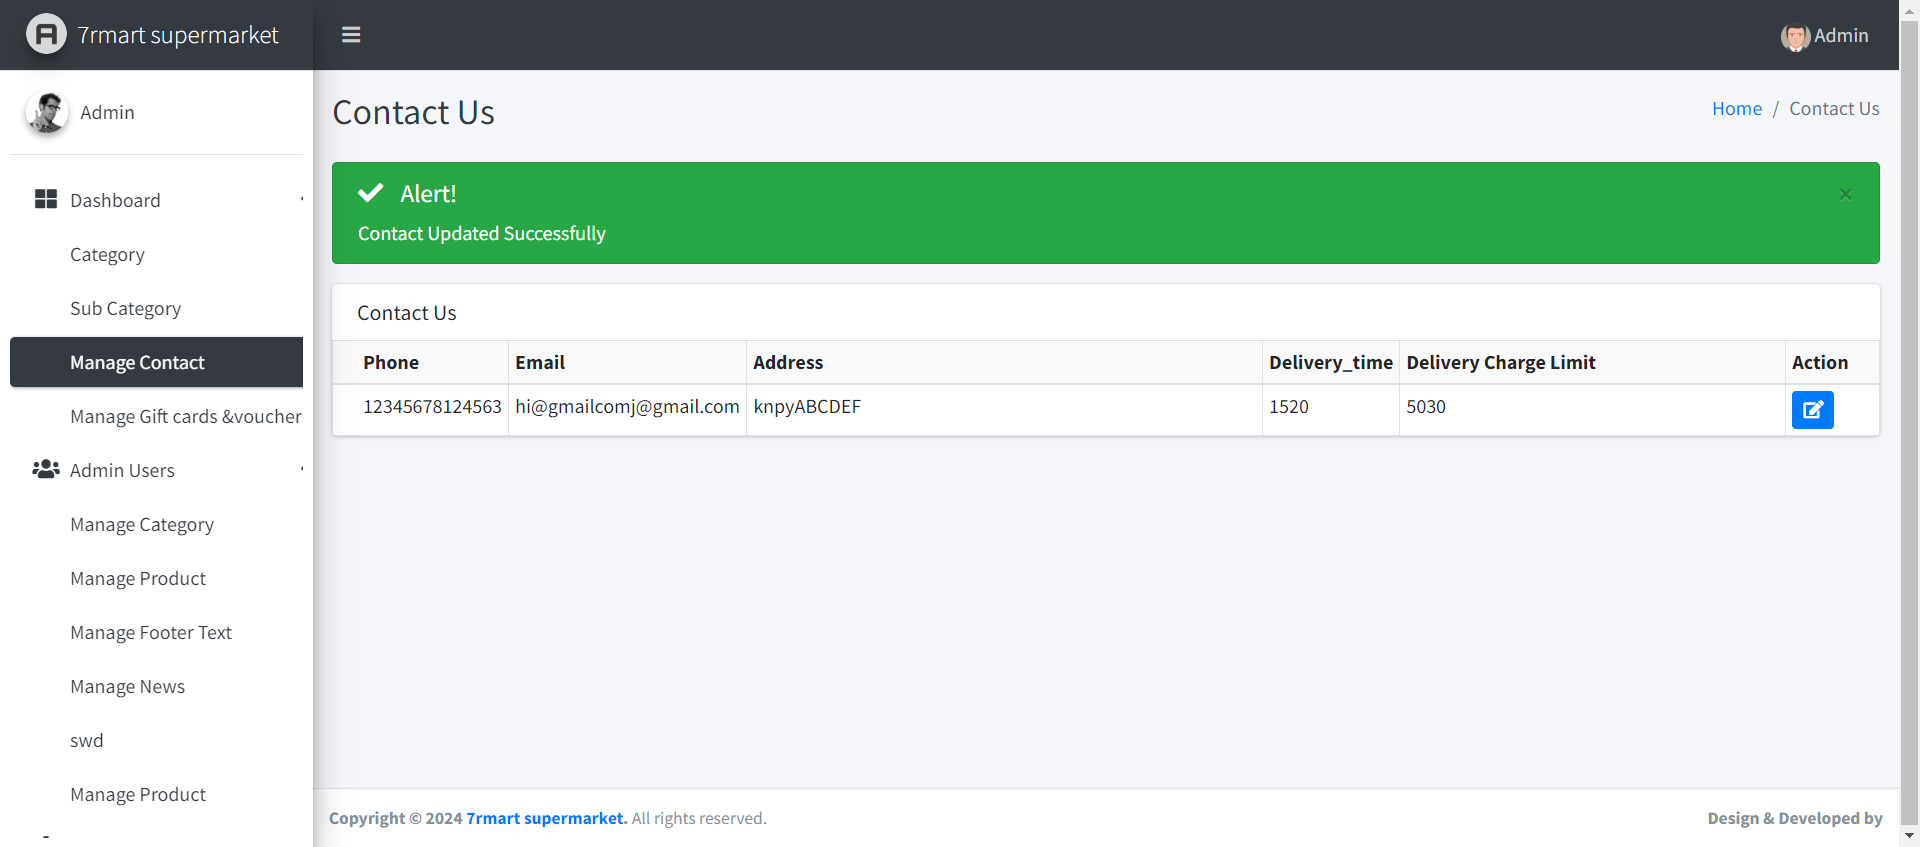 7rmart supermarket
Admin
Admin
Dashboard
Category
Sub Category
Manage Contact
Manage Gift cards &voucher
Admin Users
Manage Category
Manage Product
Manage Footer Text
Manage News
swd
Manage Product
Contact Us
Home / Contact Us
Alert!
×
Contact Updated Successfully
Contact Us
Phone Email Address Delivery_time Delivery Charge Limit Action
12345678124563 hi@gmailcomj@gmail.com knpyABCDEF 1520 5030
Copyright © 2024 7rmart supermarket. All rights reserved.
Design & Developed by